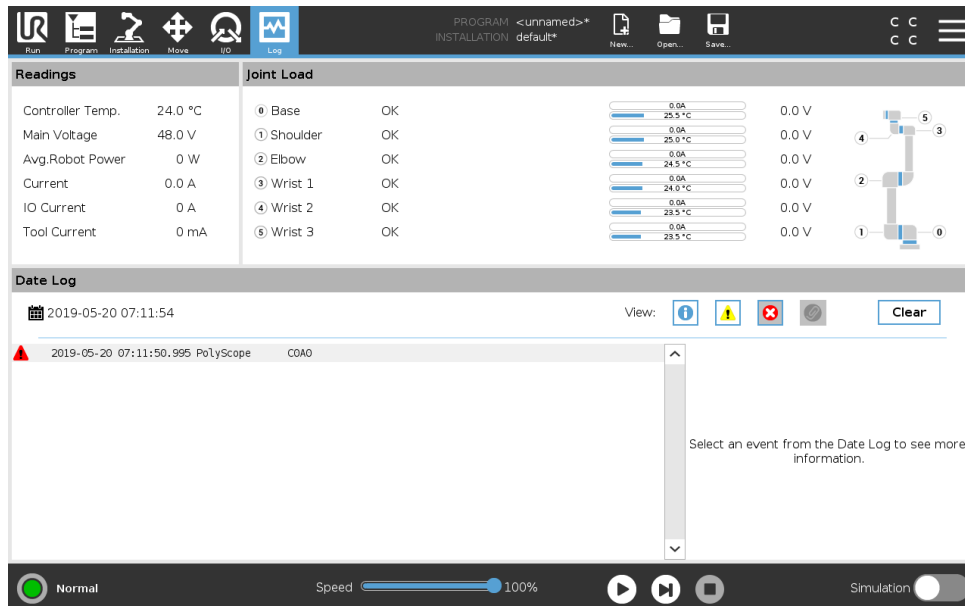 UR
Run
Program
Installation
Move
I/O
Log
PROGRAM <unnamed>*
INSTALLATION default*
New...
Open...
Save...
C C
C C
Readings
Controller Temp. 24.0 °C
Main Voltage 48.0 V
Avg.Robot Power 0 W
Current 0.0 A
IO Current 0 A
Tool Current 0 mA
Joint Load
0 Base OK 0.0A 25.5 °C 0.0 V
1 Shoulder OK 0.0A 25.0 °C 0.0 V
2 Elbow OK 0.0A 24.5 °C 0.0 V
3 Wrist 1 OK 0.0A 24.0 °C 0.0 V
4 Wrist 2 OK 0.0A 23.5 °C 0.0 V
5 Wrist 3 OK 0.0A 23.5 °C 0.0 V
5
4 3
2
1 0
Date Log
2019-05-20 07:11:54
View:
Clear
2019-05-20 07:11:50.995 PolyScope C0A0
Select an event from the Date Log to see more
information.
Normal
Speed 100%
Simulation